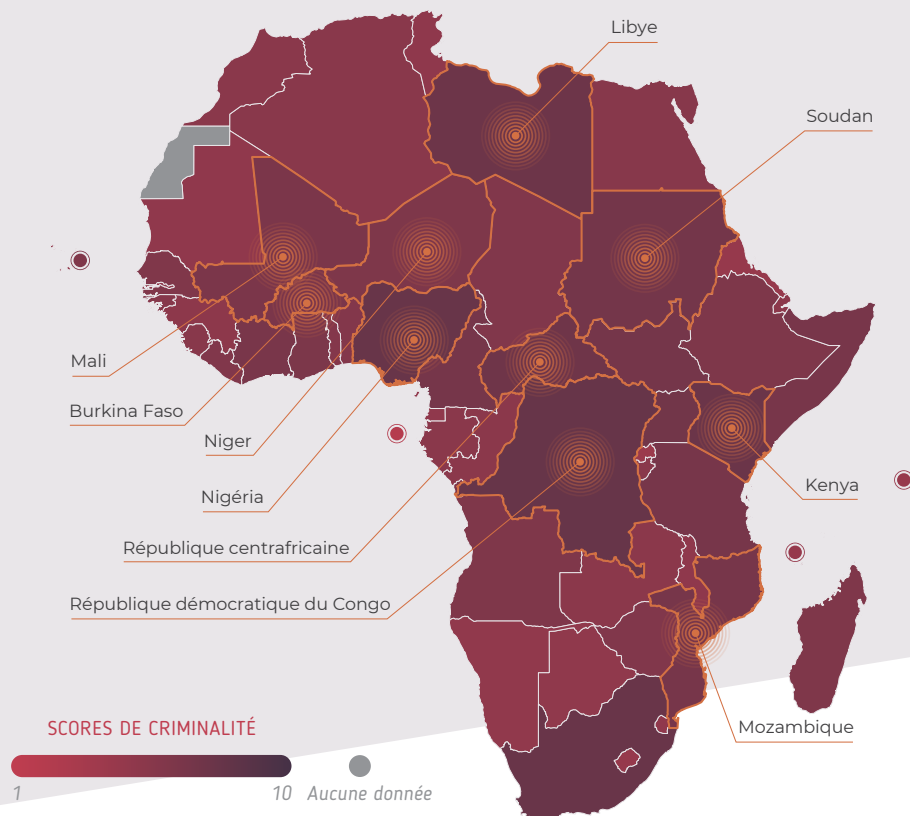 Libye
Soudan
Mali
Burkina Faso
Niger
Nigéria
Kenya
République centrafricaine
République démocratique du Congo
Mozambique
SCORES DE CRIMINALITÉ
1
10
Aucune donnée